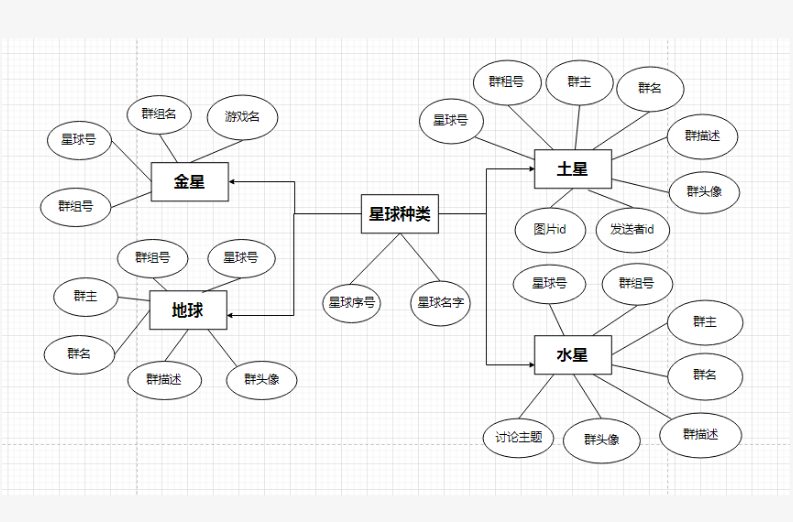 群租号
群主
群名
星球号
群描述
土星
群头像
图片id
发送者id
群组名
游戏名
星球号
金星
群组号
星球种类
星球序号
星球名字
群组号
星球号
群主
地球
群名
群描述
群头像
星球号
群组号
群主
水星
群名
讨论主题
群头像
群描述